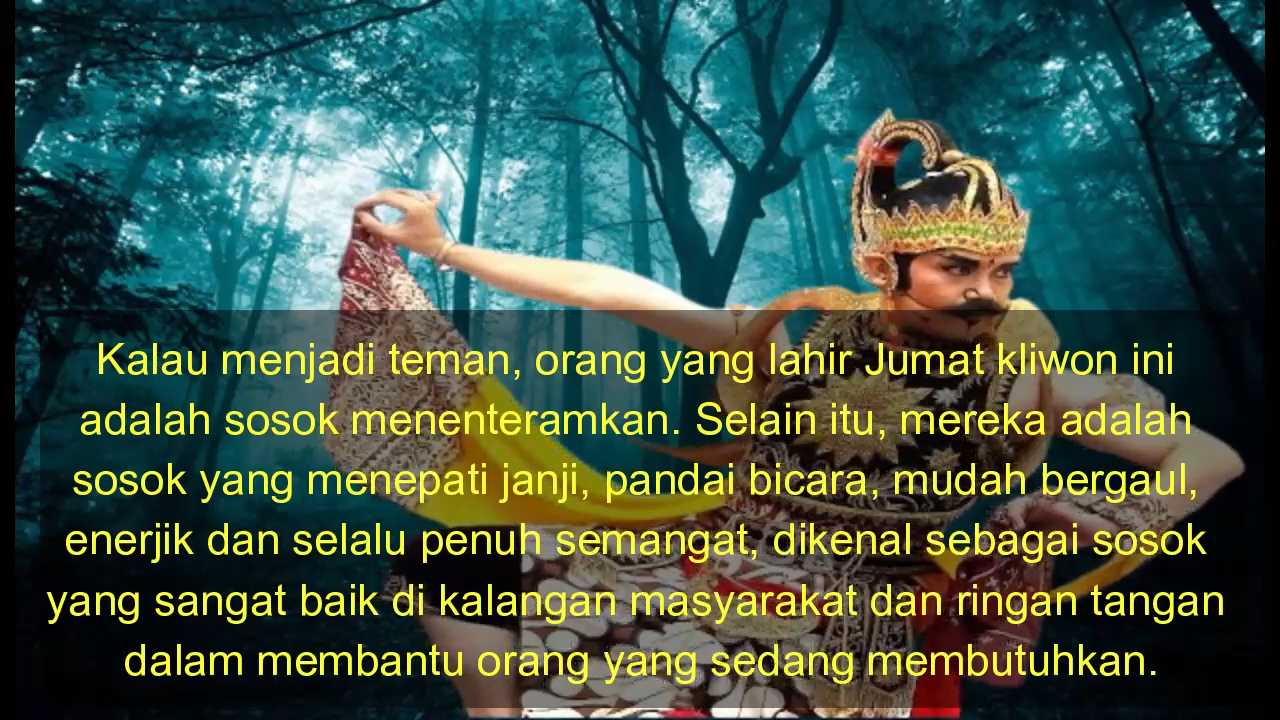 Kalau menjadi teman, orang yang lahir Jumat kliwon ini
adalah sosok menenteramkan. Selain itu, mereka adalah
sosok yang menepati janji, pandai bicara, mudah bergaul,
enerjik dan selalu penuh semangat, dikenal sebagai sosok
yang sangat baik di kalangan masyarakat dan ringan tangan
dalam membantu orang yang sedang membutuhkan.